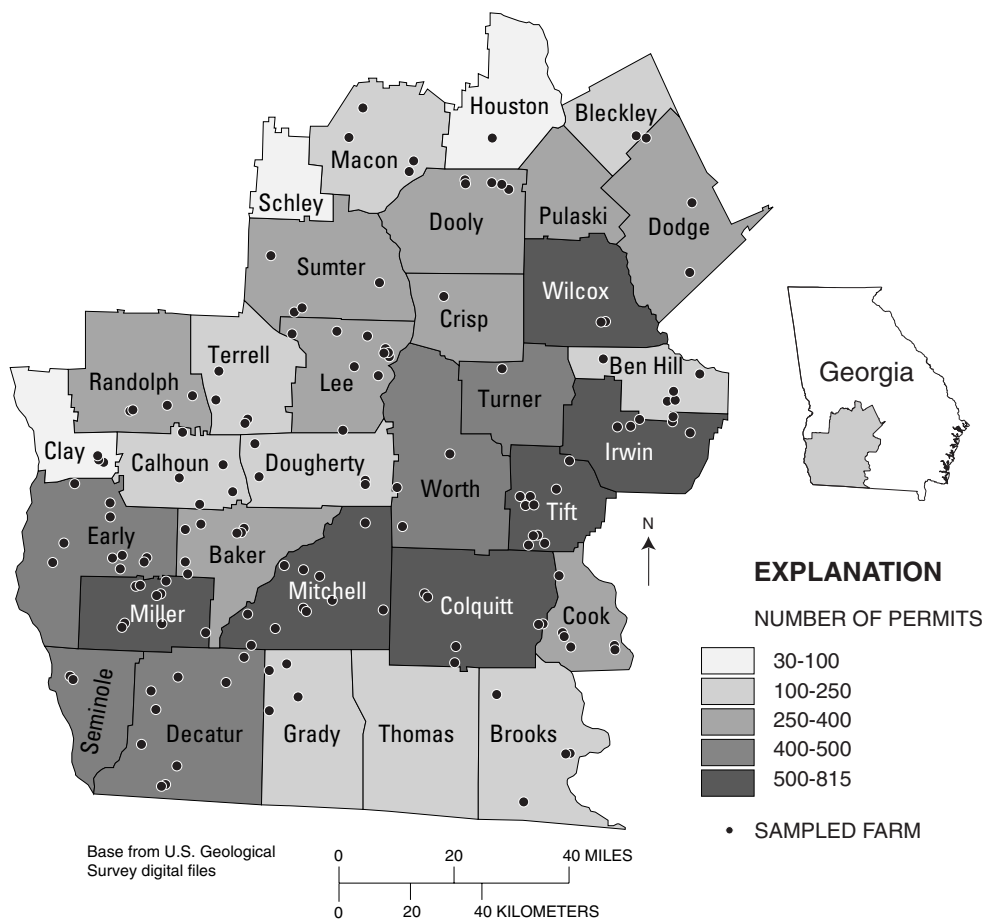 Houston
Bleckley
Macon
Schley
Dooly
Pulaski
Dodge
Sumter
Wilcox
Crisp
Terrell
Ben Hill
Randolph
Lee
Turner
Georgia
Clay
Calhoun
Dougherty
Irwin
Worth
Tift
Early
Baker
N
Mitchell
Miller
Colquitt
Cook
Seminole
Decatur
Grady
Thomas
Brooks
EXPLANATION
NUMBER OF PERMITS
30-100
100-250
250-400
400-500
500-815
SAMPLED FARM
Base from U.S. Geological
Survey digital files
0 20 40 MILES
0 20 40 KILOMETERS